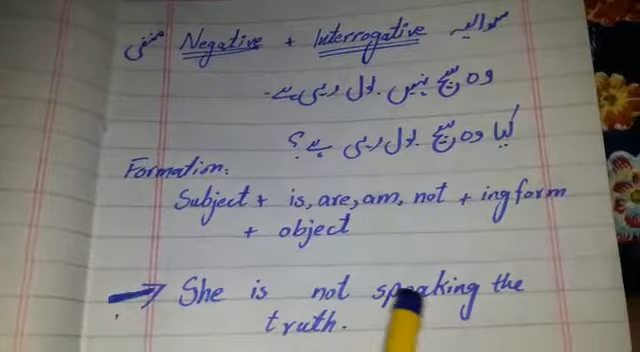 منفی Negative + Interrogative سوالیہ
وہ سچ نہیں بول رہی ہے۔
کیا وہ سچ بول رہی ہے؟
Formation:
Subject + is, are, am, not + ing form
+ object
→ She is not speaking the
truth.